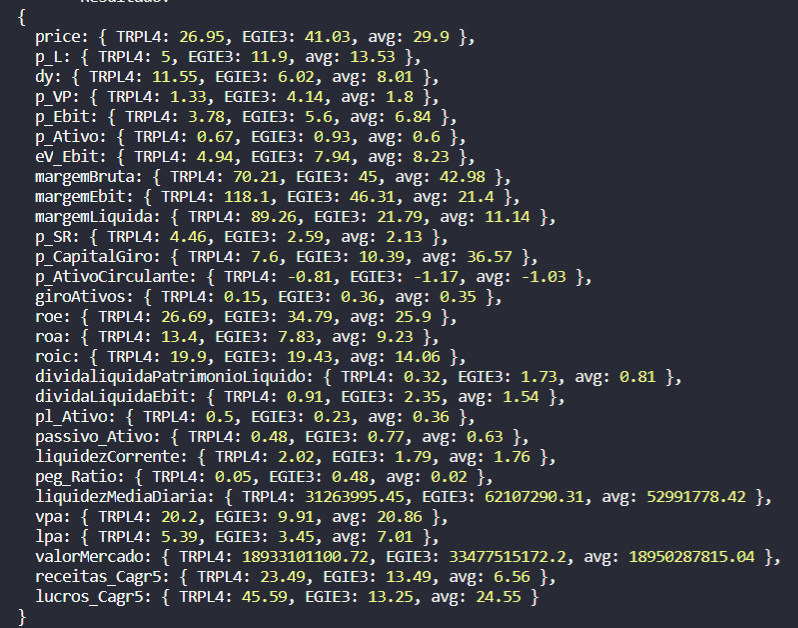 Resultado:
{
price: { TRPL4: 26.95, EGIE3: 41.03, avg: 29.9 },
p_L: { TRPL4: 5, EGIE3: 11.9, avg: 13.53 },
dy: { TRPL4: 11.55, EGIE3: 6.02, avg: 8.01 },
p_VP: { TRPL4: 1.33, EGIE3: 4.14, avg: 1.8 },
p_Ebit: { TRPL4: 3.78, EGIE3: 5.6, avg: 6.84 },
p_Ativo: { TRPL4: 0.67, EGIE3: 0.93, avg: 0.6 },
eV_Ebit: { TRPL4: 4.94, EGIE3: 7.94, avg: 8.23 },
margemBruta: { TRPL4: 70.21, EGIE3: 45, avg: 42.98 },
margemEbit: { TRPL4: 118.1, EGIE3: 46.31, avg: 21.4 },
margemLiquida: { TRPL4: 89.26, EGIE3: 21.79, avg: 11.14 },
p_SR: { TRPL4: 4.46, EGIE3: 2.59, avg: 2.13 },
p_CapitalGiro: { TRPL4: 7.6, EGIE3: 10.39, avg: 36.57 },
p_AtivoCirculante: { TRPL4: -0.81, EGIE3: -1.17, avg: -1.03 },
giroAtivos: { TRPL4: 0.15, EGIE3: 0.36, avg: 0.35 },
roe: { TRPL4: 26.69, EGIE3: 34.79, avg: 25.9 },
roa: { TRPL4: 13.4, EGIE3: 7.83, avg: 9.23 },
roic: { TRPL4: 19.9, EGIE3: 19.43, avg: 14.06 },
dividaliquidaPatrimonioLiquido: { TRPL4: 0.32, EGIE3: 1.73, avg: 0.81 },
dividaLiquidaEbit: { TRPL4: 0.91, EGIE3: 2.35, avg: 1.54 },
pl_Ativo: { TRPL4: 0.5, EGIE3: 0.23, avg: 0.36 },
passivo_Ativo: { TRPL4: 0.48, EGIE3: 0.77, avg: 0.63 },
liquidezCorrente: { TRPL4: 2.02, EGIE3: 1.79, avg: 1.76 },
peg_Ratio: { TRPL4: 0.05, EGIE3: 0.48, avg: 0.02 },
liquidezMediaDiaria: { TRPL4: 31263995.45, EGIE3: 62107290.31, avg: 52991778.42 },
vpa: { TRPL4: 20.2, EGIE3: 9.91, avg: 20.86 },
lpa: { TRPL4: 5.39, EGIE3: 3.45, avg: 7.01 },
valorMercado: { TRPL4: 18933101100.72, EGIE3: 33477515172.2, avg: 18950287815.04 },
receitas_Cagr5: { TRPL4: 23.49, EGIE3: 13.49, avg: 6.56 },
lucros_Cagr5: { TRPL4: 45.59, EGIE3: 13.25, avg: 24.55 }
}